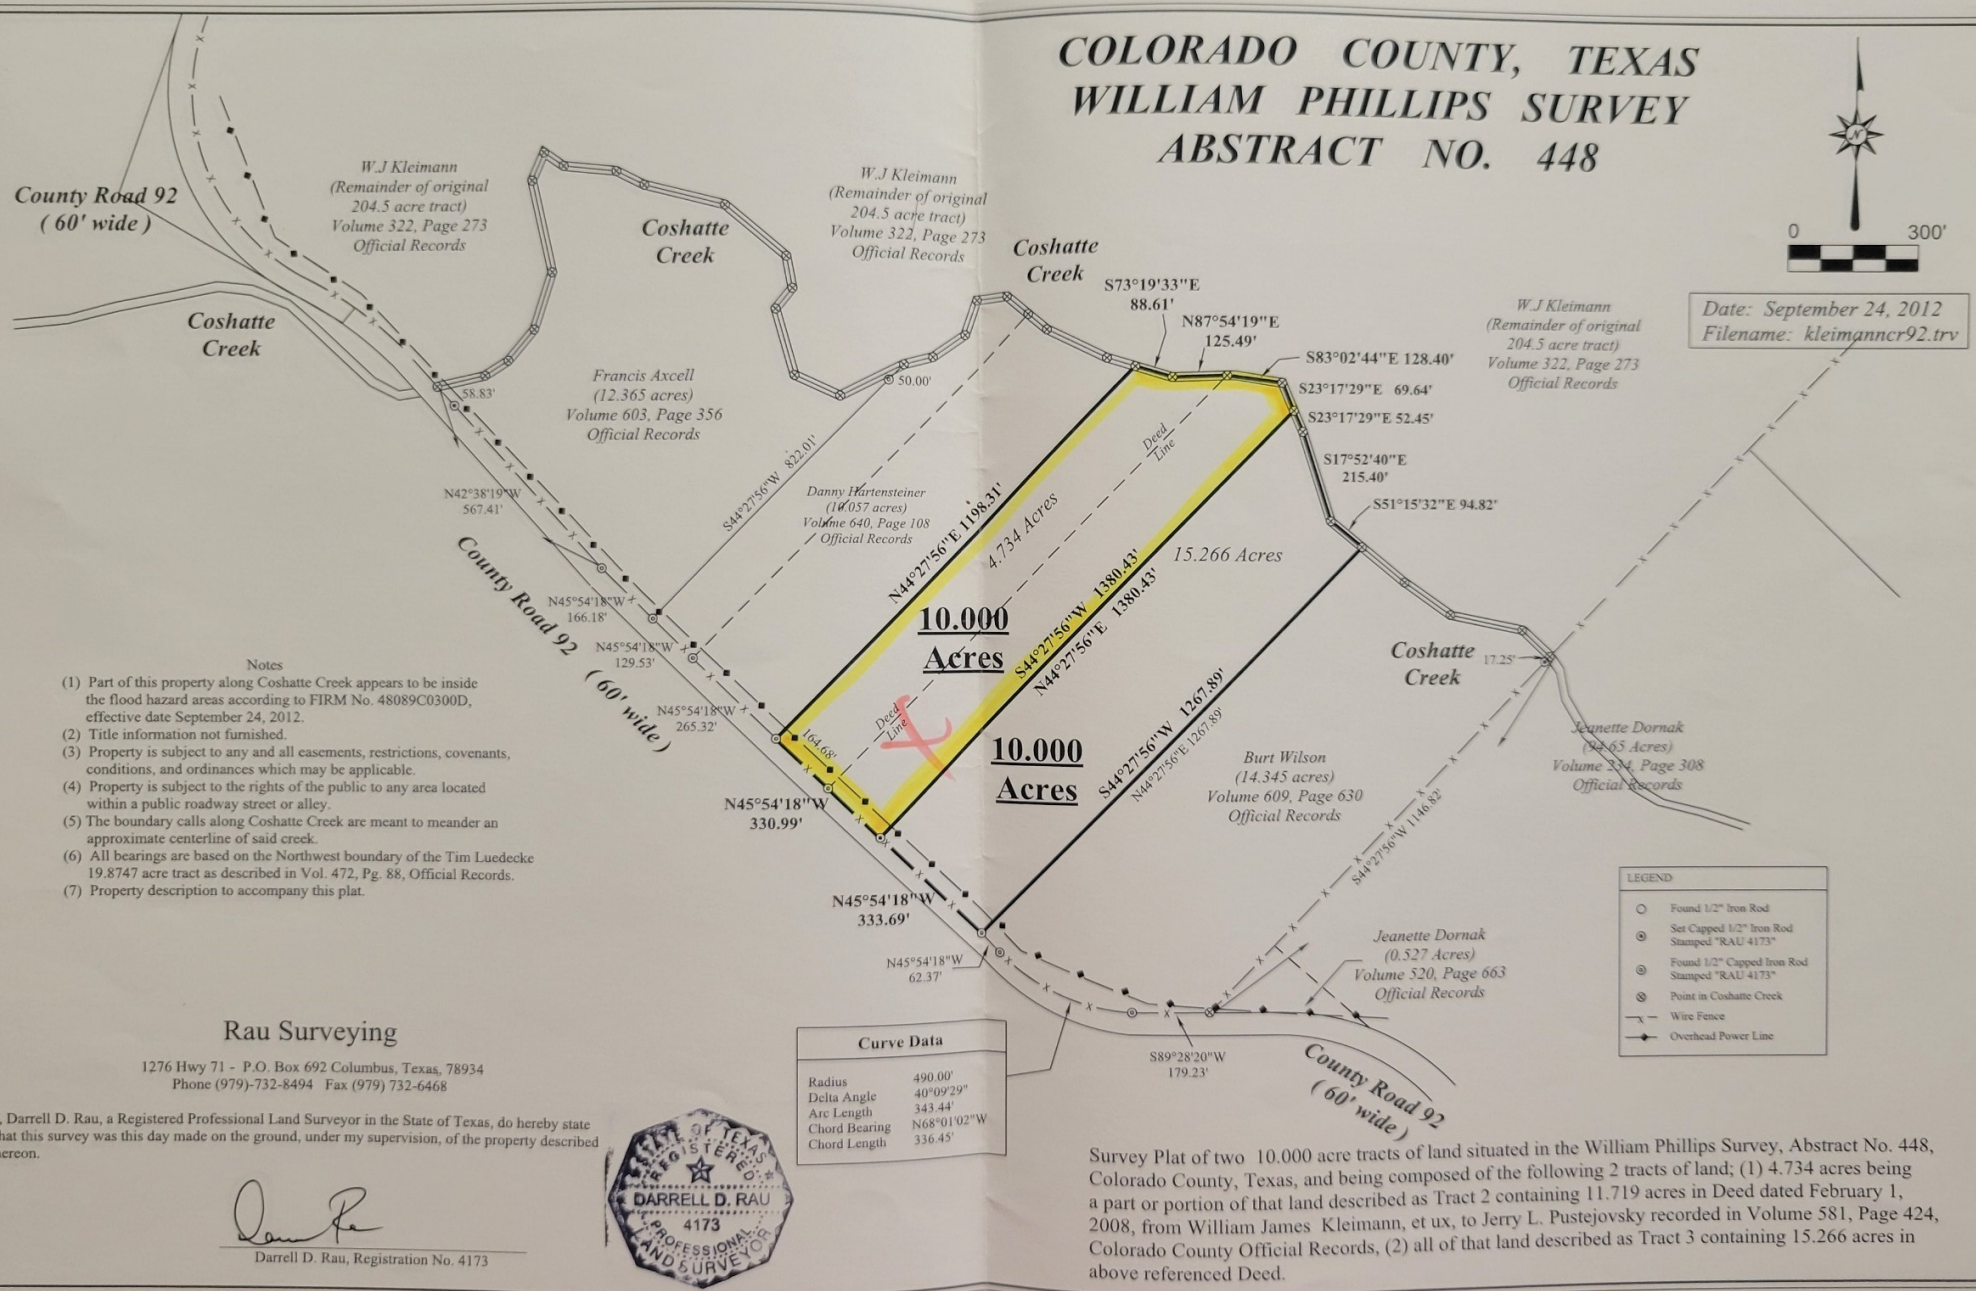 COLORADO COUNTY, TEXAS
WILLIAM PHILLIPS SURVEY
ABSTRACT NO. 448
N
0 300'
Date: September 24, 2012
Filename: kleimanncr92.trv
County Road 92
( 60' wide )
W.J Kleimann
(Remainder of original
204.5 acre tract)
Volume 322, Page 273
Official Records
Coshatte
Creek
W.J Kleimann
(Remainder of original
204.5 acre tract)
Volume 322, Page 273
Official Records
Coshatte
Creek
S73°19'33"E
88.61'
N87°54'19"E
125.49'
S83°02'44"E 128.40'
S23°17'29"E 69.64'
S23°17'29"E 52.45'
S17°52'40"E
215.40'
S51°15'32"E 94.82'
W.J Kleimann
(Remainder of original
204.5 acre tract)
Volume 322, Page 273
Official Records
Coshatte
Creek
58.83'
Francis Axcell
(12.365 acres)
Volume 603, Page 356
Official Records
50.00'
S44°27'56"W 822.01'
Danny Hartensteiner
(10.057 acres)
Volume 640, Page 108
Official Records
N42°38'19"W
567.41'
County Road 92 ( 60' wide )
N45°54'18"W
166.18'
N45°54'18"W
129.53'
N45°54'18"W
265.32'
N44°27'56"E 1198.31'
4.734 Acres
Deed
Line
10.000
Acres
S44°27'56"W 1380.43'
N44°27'56"E 1380.43'
15.266 Acres
Deed
Line
164.68'
10.000
Acres
S44°27'56"W 1267.89'
N44°27'56"E 1267.89'
N45°54'18"W
330.99'
N45°54'18"W
333.69'
N45°54'18"W
62.37'
Burt Wilson
(14.345 acres)
Volume 609, Page 630
Official Records
Coshatte
Creek
17.25'
S44°27'56"W 1146.82'
Jeanette Dornak
(94.65 Acres)
Volume 234, Page 308
Official Records
Jeanette Dornak
(0.527 Acres)
Volume 520, Page 663
Official Records
S89°28'20"W
179.23'
County Road 92
( 60' wide )
Notes
(1) Part of this property along Coshatte Creek appears to be inside
the flood hazard areas according to FIRM No. 48089C0300D,
effective date September 24, 2012.
(2) Title information not furnished.
(3) Property is subject to any and all easements, restrictions, covenants,
conditions, and ordinances which may be applicable.
(4) Property is subject to the rights of the public to any area located
within a public roadway street or alley.
(5) The boundary calls along Coshatte Creek are meant to meander an
approximate centerline of said creek.
(6) All bearings are based on the Northwest boundary of the Tim Luedecke
19.8747 acre tract as described in Vol. 472, Pg. 88, Official Records.
(7) Property description to accompany this plat.
LEGEND
Found 1/2" Iron Rod
Set Capped 1/2" Iron Rod
Stamped "RAU 4173"
Found 1/2" Capped Iron Rod
Stamped "RAU 4173"
Point in Coshatte Creek
Wire Fence
Overhead Power Line
Curve Data
Radius 490.00'
Delta Angle 40°09'29"
Arc Length 343.44'
Chord Bearing N68°01'02"W
Chord Length 336.45'
Rau Surveying
1276 Hwy 71 - P.O. Box 692 Columbus, Texas, 78934
Phone (979)-732-8494 Fax (979) 732-6468
, Darrell D. Rau, a Registered Professional Land Surveyor in the State of Texas, do hereby state
hat this survey was this day made on the ground, under my supervision, of the property described
ereon.
Darrell D. Rau, Registration No. 4173
STATE OF TEXAS
REGISTERED
DARRELL D. RAU
4173
PROFESSIONAL
LAND SURVEYOR
Survey Plat of two 10.000 acre tracts of land situated in the William Phillips Survey, Abstract No. 448,
Colorado County, Texas, and being composed of the following 2 tracts of land; (1) 4.734 acres being
a part or portion of that land described as Tract 2 containing 11.719 acres in Deed dated February 1,
2008, from William James Kleimann, et ux, to Jerry L. Pustejovsky recorded in Volume 581, Page 424,
Colorado County Official Records, (2) all of that land described as Tract 3 containing 15.266 acres in
above referenced Deed.